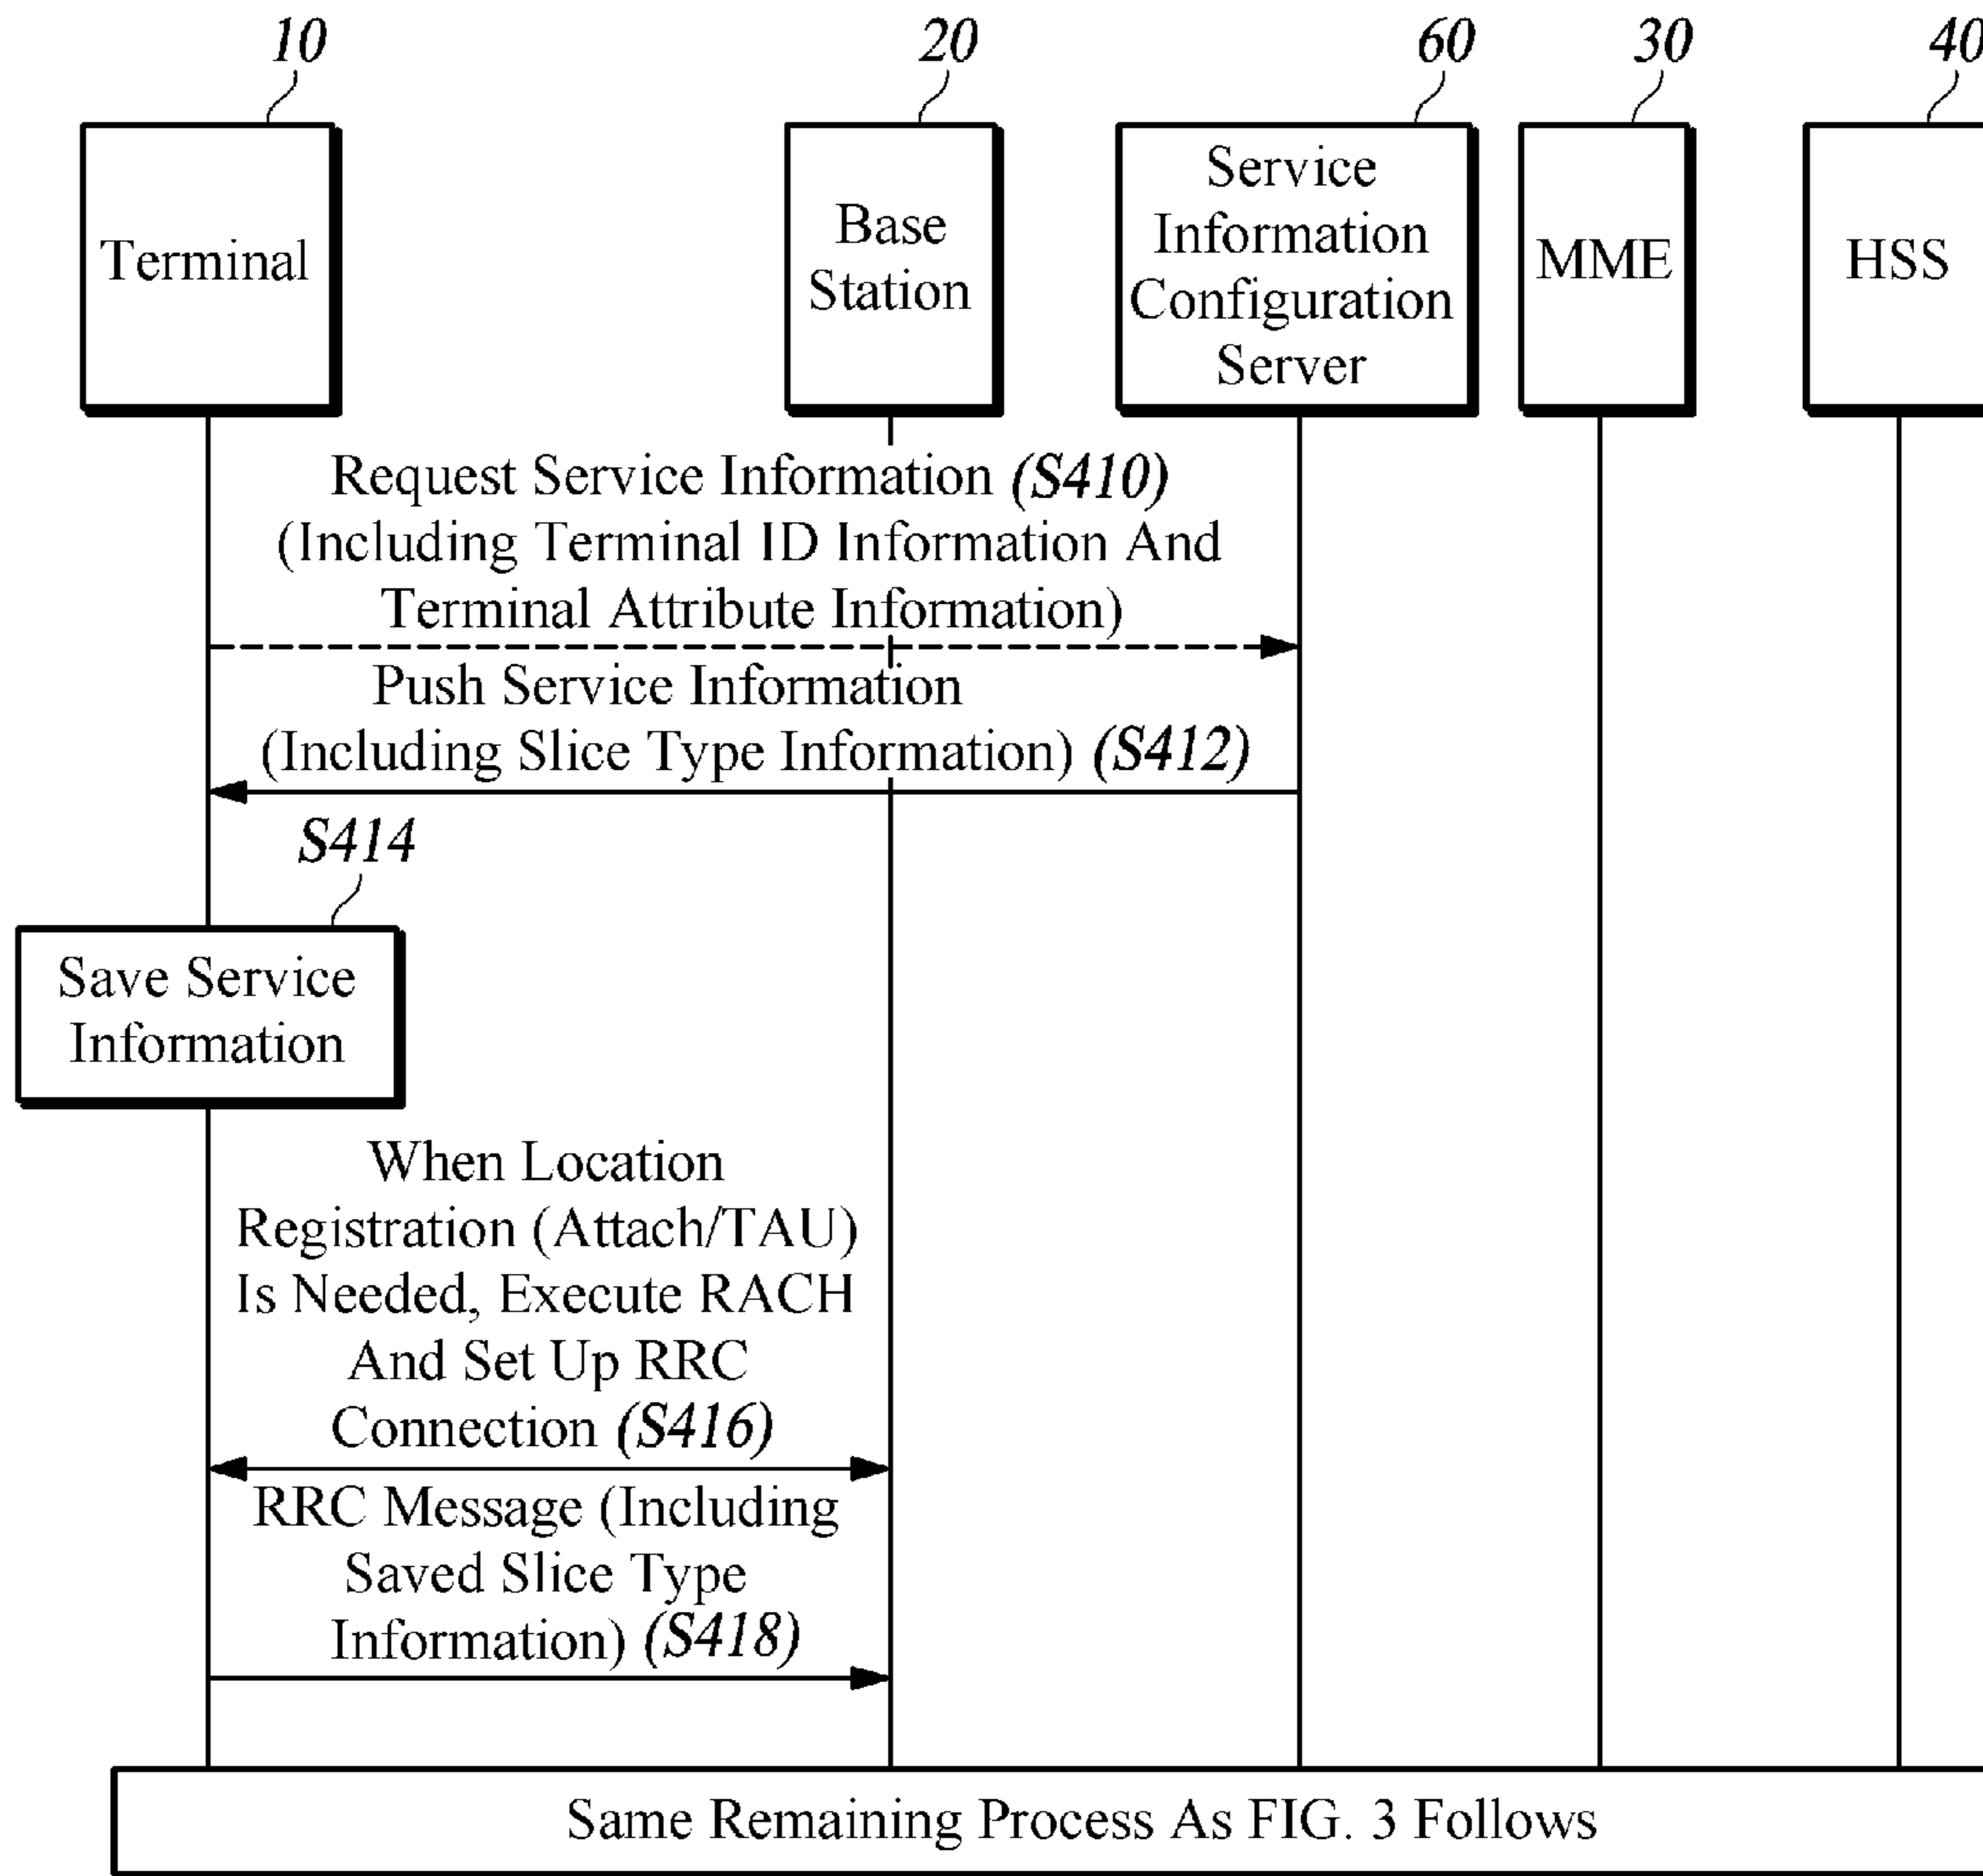 10
20
60
30
40
Terminal
Base
Station
Service
Information
Configuration
Server
MME
HSS
Request Service Information (S410)
(Including Terminal ID Information And
Terminal Attribute Information)
Push Service Information
(Including Slice Type Information) (S412)
S414
Save Service
Information
When Location
Registration (Attach/TAU)
Is Needed, Execute RACH
And Set Up RRC
Connection (S416)
RRC Message (Including
Saved Slice Type
Information) (S418)
Same Remaining Process As FIG. 3 Follows